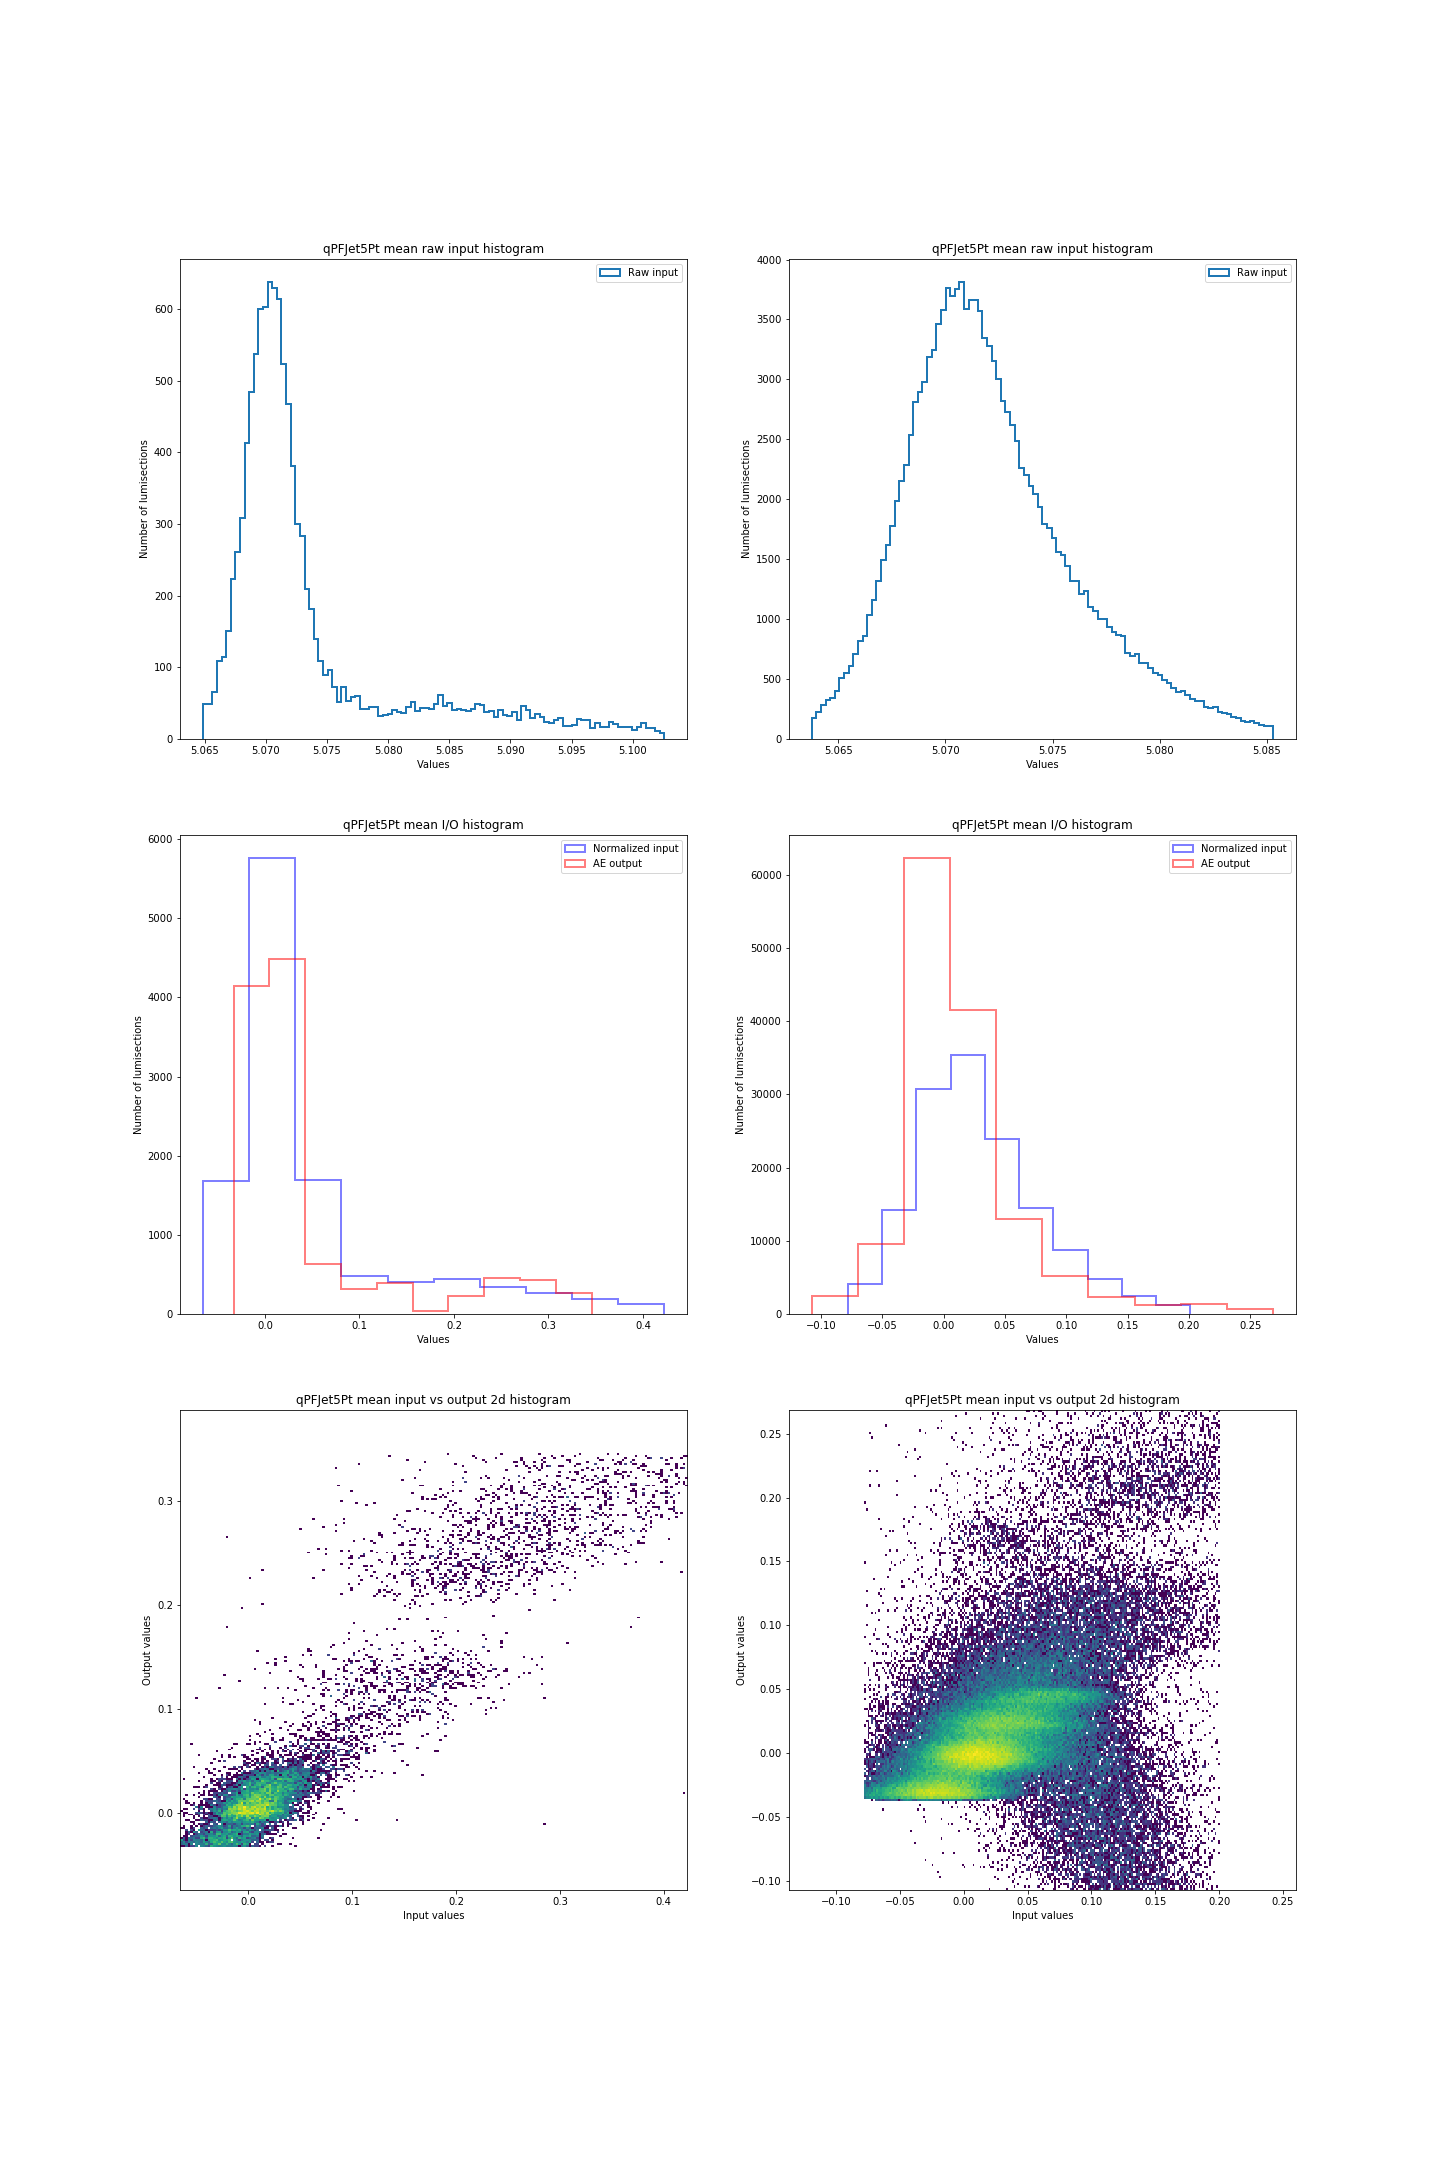 qPFJet5Pt mean raw input histogram
Raw input
Number of lumisections
600
500
400
300
200
100
0
5.065 5.070 5.075 5.080 5.085 5.090 5.095 5.100
Values
qPFJet5Pt mean raw input histogram
Raw input
Number of lumisections
4000
3500
3000
2500
2000
1500
1000
500
0
5.065 5.070 5.075 5.080 5.085
Values
qPFJet5Pt mean I/O histogram
Normalized input
AE output
Number of lumisections
6000
5000
4000
3000
2000
1000
0
0.0 0.1 0.2 0.3 0.4
Values
qPFJet5Pt mean I/O histogram
Normalized input
AE output
Number of lumisections
60000
50000
40000
30000
20000
10000
0
−0.10 −0.05 0.00 0.05 0.10 0.15 0.20 0.25
Values
qPFJet5Pt mean input vs output 2d histogram
Output values
0.3
0.2
0.1
0.0
0.0 0.1 0.2 0.3 0.4
Input values
qPFJet5Pt mean input vs output 2d histogram
Output values
0.25
0.20
0.15
0.10
0.05
0.00
−0.05
−0.10
−0.10 −0.05 0.00 0.05 0.10 0.15 0.20 0.25
Input values